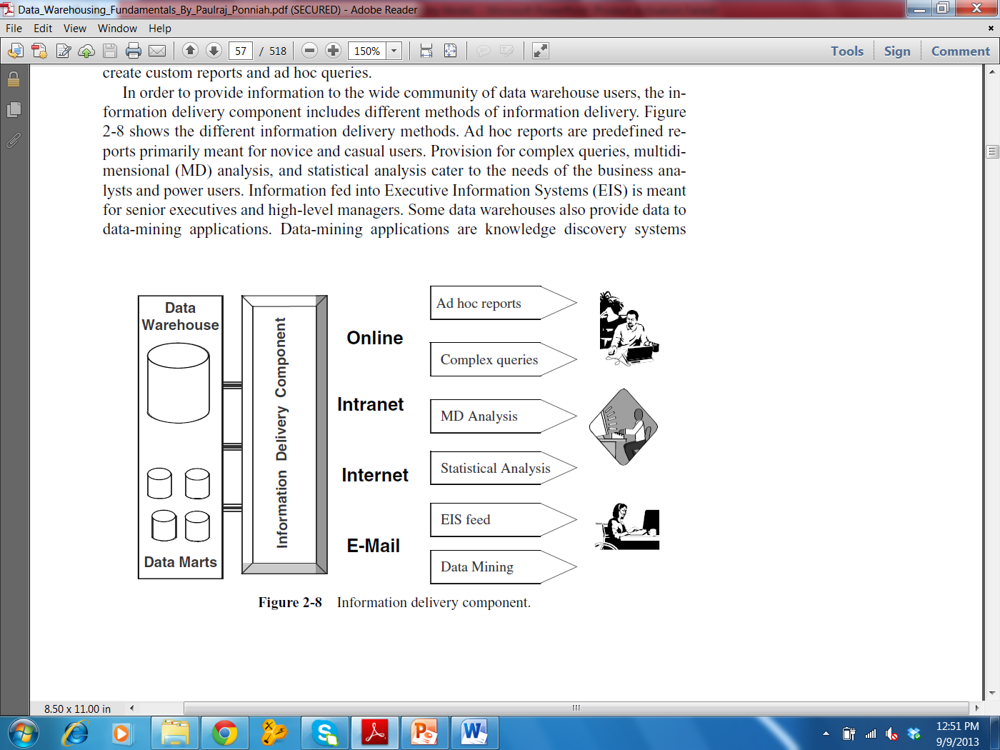 Data_Warehousing_Fundamentals_By_Paulraj_Ponniah.pdf (SECURED) - Adobe Reader
File Edit View Window Help
57 / 518 150% Tools Sign Comment
create custom reports and ad hoc queries.
In order to provide information to the wide community of data warehouse users, the in-
formation delivery component includes different methods of information delivery. Figure
2-8 shows the different information delivery methods. Ad hoc reports are predefined re-
ports primarily meant for novice and casual users. Provision for complex queries, multidi-
mensional (MD) analysis, and statistical analysis cater to the needs of the business ana-
lysts and power users. Information fed into Executive Information Systems (EIS) is meant
for senior executives and high-level managers. Some data warehouses also provide data to
data-mining applications. Data-mining applications are knowledge discovery systems
Data
Warehouse
Data Marts
Information Delivery Component
Online
Intranet
Internet
E-Mail
Ad hoc reports
Complex queries
MD Analysis
Statistical Analysis
EIS feed
Data Mining
Figure 2-8 Information delivery component.
8.50 x 11.00 in
12:51 PM
9/9/2013